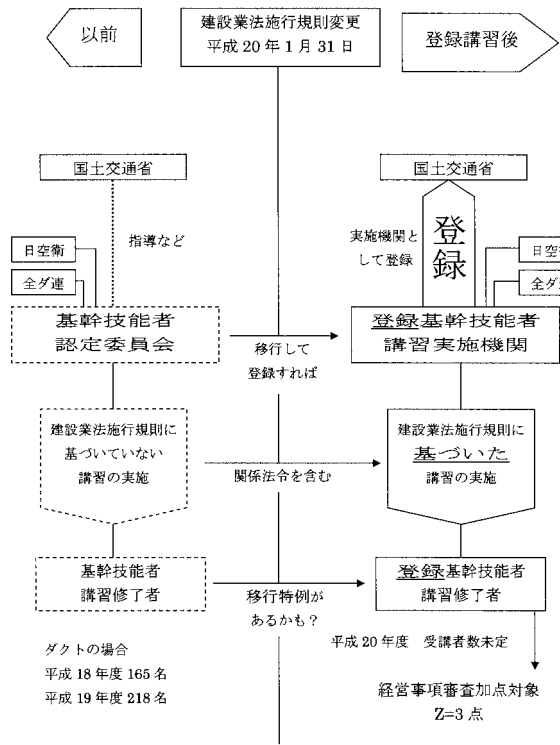 以前
建設業法施行規則変更
平成20年1月31日
登録講習後
国土交通省
指導など
日空衛
全ダ連
基幹技能者
認定委員会
移行して
登録すれば
国土交通省
実施機関と
して登録
登録
日空衛
全ダ
登録基幹技能者
講習実施機関
建設業法施行規則に
基づいていない
講習の実施
関係法令を含む
建設業法施行規則に
基づいた
講習の実施
基幹技能者
講習修了者
移行特例が
あるかも？
登録基幹技能者
講習修了者
ダクトの場合
平成18年度 165名
平成19年度 218名
平成20年度 受講者数未定
経営事項審査加点対象
Z=3点